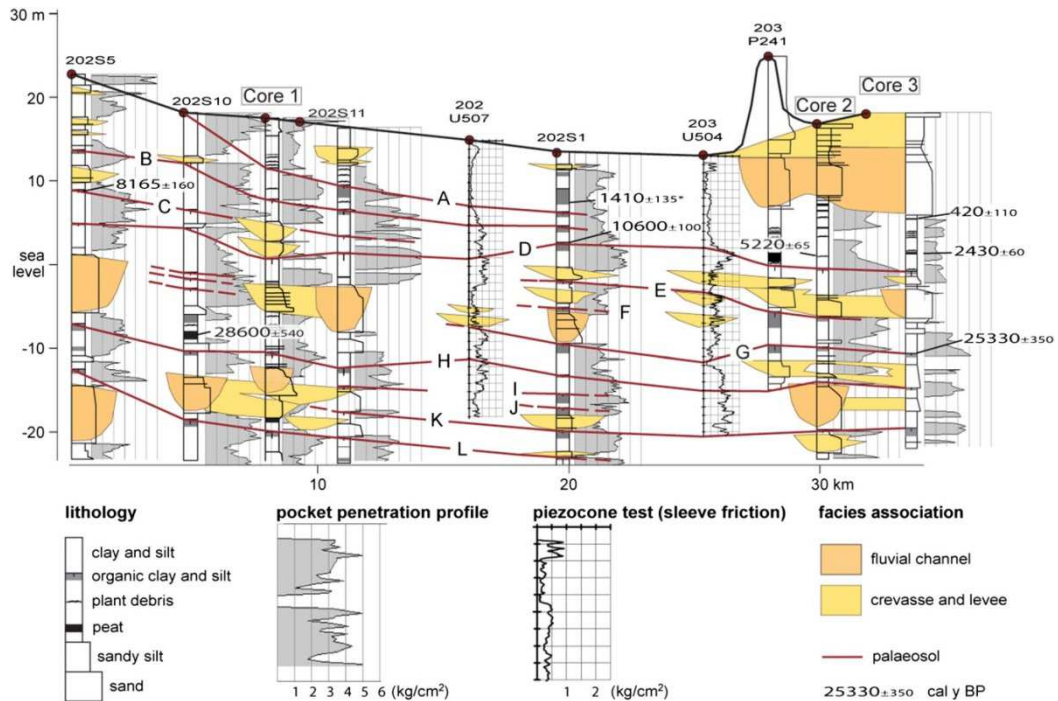 30 m
20
10
sea
level
-10
-20
10
20
30 km
202S5
202S10
Core 1
202S11
202
U507
202S1
203
U504
203
P241
Core 2
Core 3
B
8165±160
C
A
1410±135*
10600±100
D
5220±65
420±110
2430±60
E
F
28600±540
H
G
25330±350
I
J
K
L
lithology
clay and silt
organic clay and silt
plant debris
peat
sandy silt
sand
pocket penetration profile
1 2 3 4 5 6 (kg/cm²)
piezocone test (sleeve friction)
1 2 (kg/cm²)
facies association
fluvial channel
crevasse and levee
palaeosol
25330±350 cal y BP